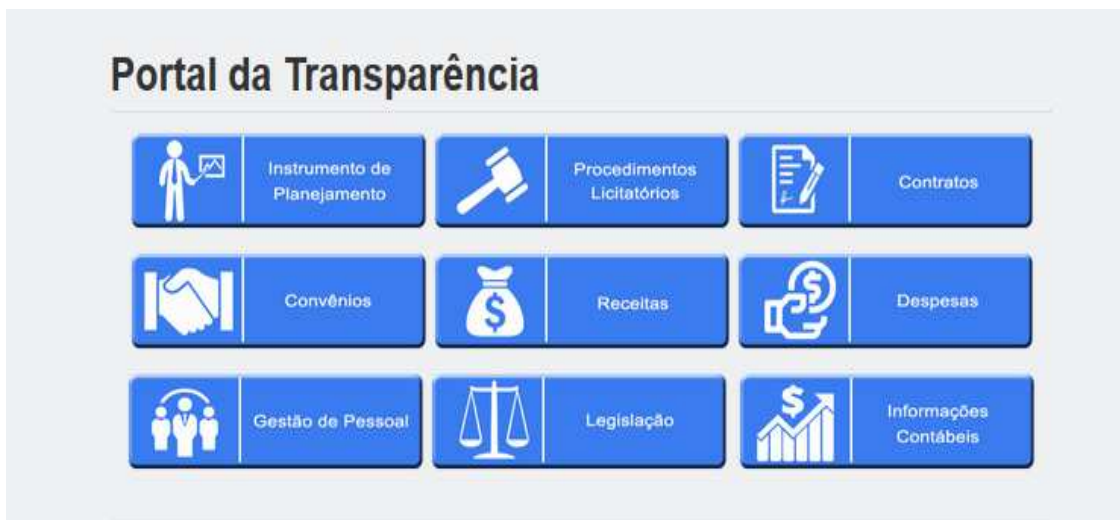 Portal da Transparência
Instrumento de
Planejamento
Procedimentos
Licitatórios
Contratos
Convênios
Receitas
Despesas
Gestão de Pessoal
Legislação
Informações
Contábeis